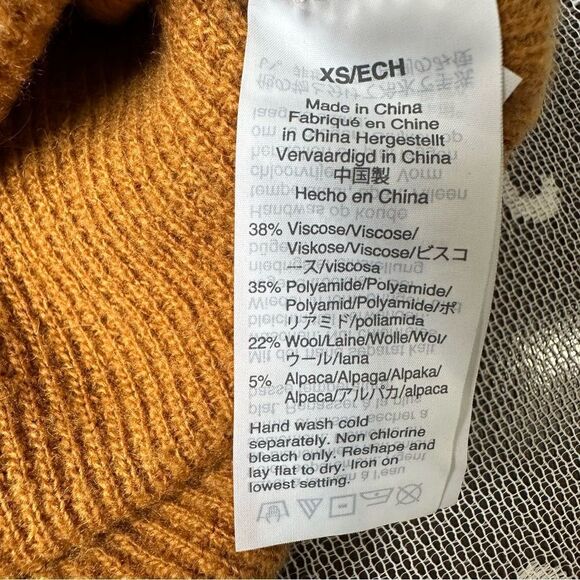 XS/ECH
Made in China
Fabriqué en Chine
in China Hergestellt
Vervaardigd in China
中国製
Hecho en China
38% Viscose/Viscose/
Viskose/Viscose/ビスコ
ース/viscosa
35% Polyamide/Polyamide/
Polyamid/Polyamide/ポ
リアミド/poliamida
22% Wool/Laine/Wolle/Wol/
ウール/lana
5% Alpaca/Alpaga/Alpaka/
Alpaca/アルパカ/alpaca
Hand wash cold
separately. Non chlorine
bleach only. Reshape and
lay flat to dry. Iron on
lowest setting.